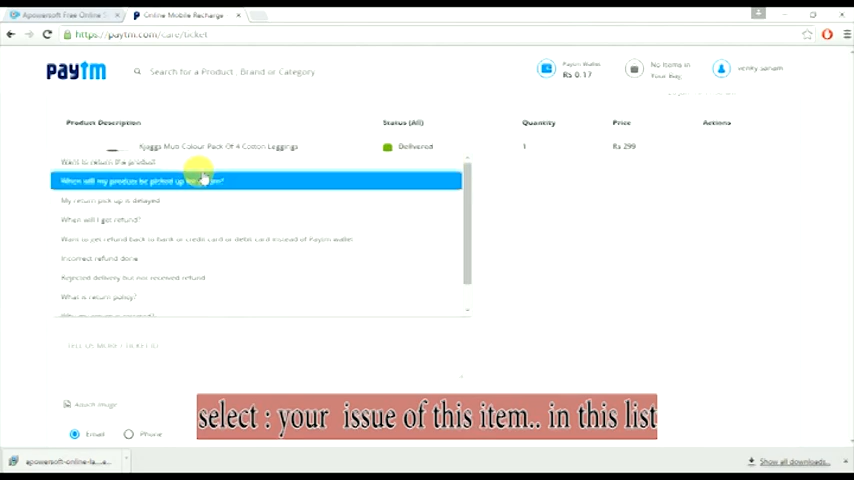 Apowersoft Free Online S
Online Mobile Recharge
https://paytm.com/care/ticket
paytm
Search for a Product , Brand or Category
Paytm Wallet
Rs 0.17
No Items In
Your Bag
Product Description
Status (All)
Quantity
Price
Actions
Multi Colour Pack Of 4 Cotton Leggings
Delivered
1
Rs 299
Want to return the product
When will my product be picked up
My return pick up is delayed
When will I get refund?
Want to get refund back to bank or credit card or debit card instead of Paytm wallet
Incorrect refund done
Rejected delivery but not received refund
What is return policy?
Attach Image
select : your issue of this item.. in this list
Email
Phone
apowersoft-online-la....e
Show all downloads...